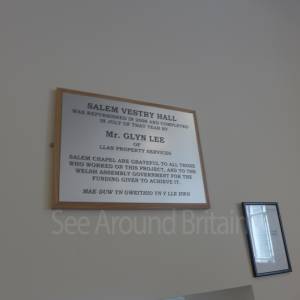 SALEM VESTRY HALL
WAS REFURBISHED IN 2006 AND COMPLETED
IN JULY OF THAT YEAR BY
Mr. GLYN LEE
OF
LLAN PROPERTY SERVICES
SALEM CHAPEL ARE GRATEFUL TO ALL THOSE
WHO WORKED ON THIS PROJECT, AND TO THE
WELSH ASSEMBLY GOVERNMENT FOR THE
FUNDING GIVEN TO ACHIEVE IT.
MAE DUW YN GWEITHIO YN Y LLE HWN
See Around Britain